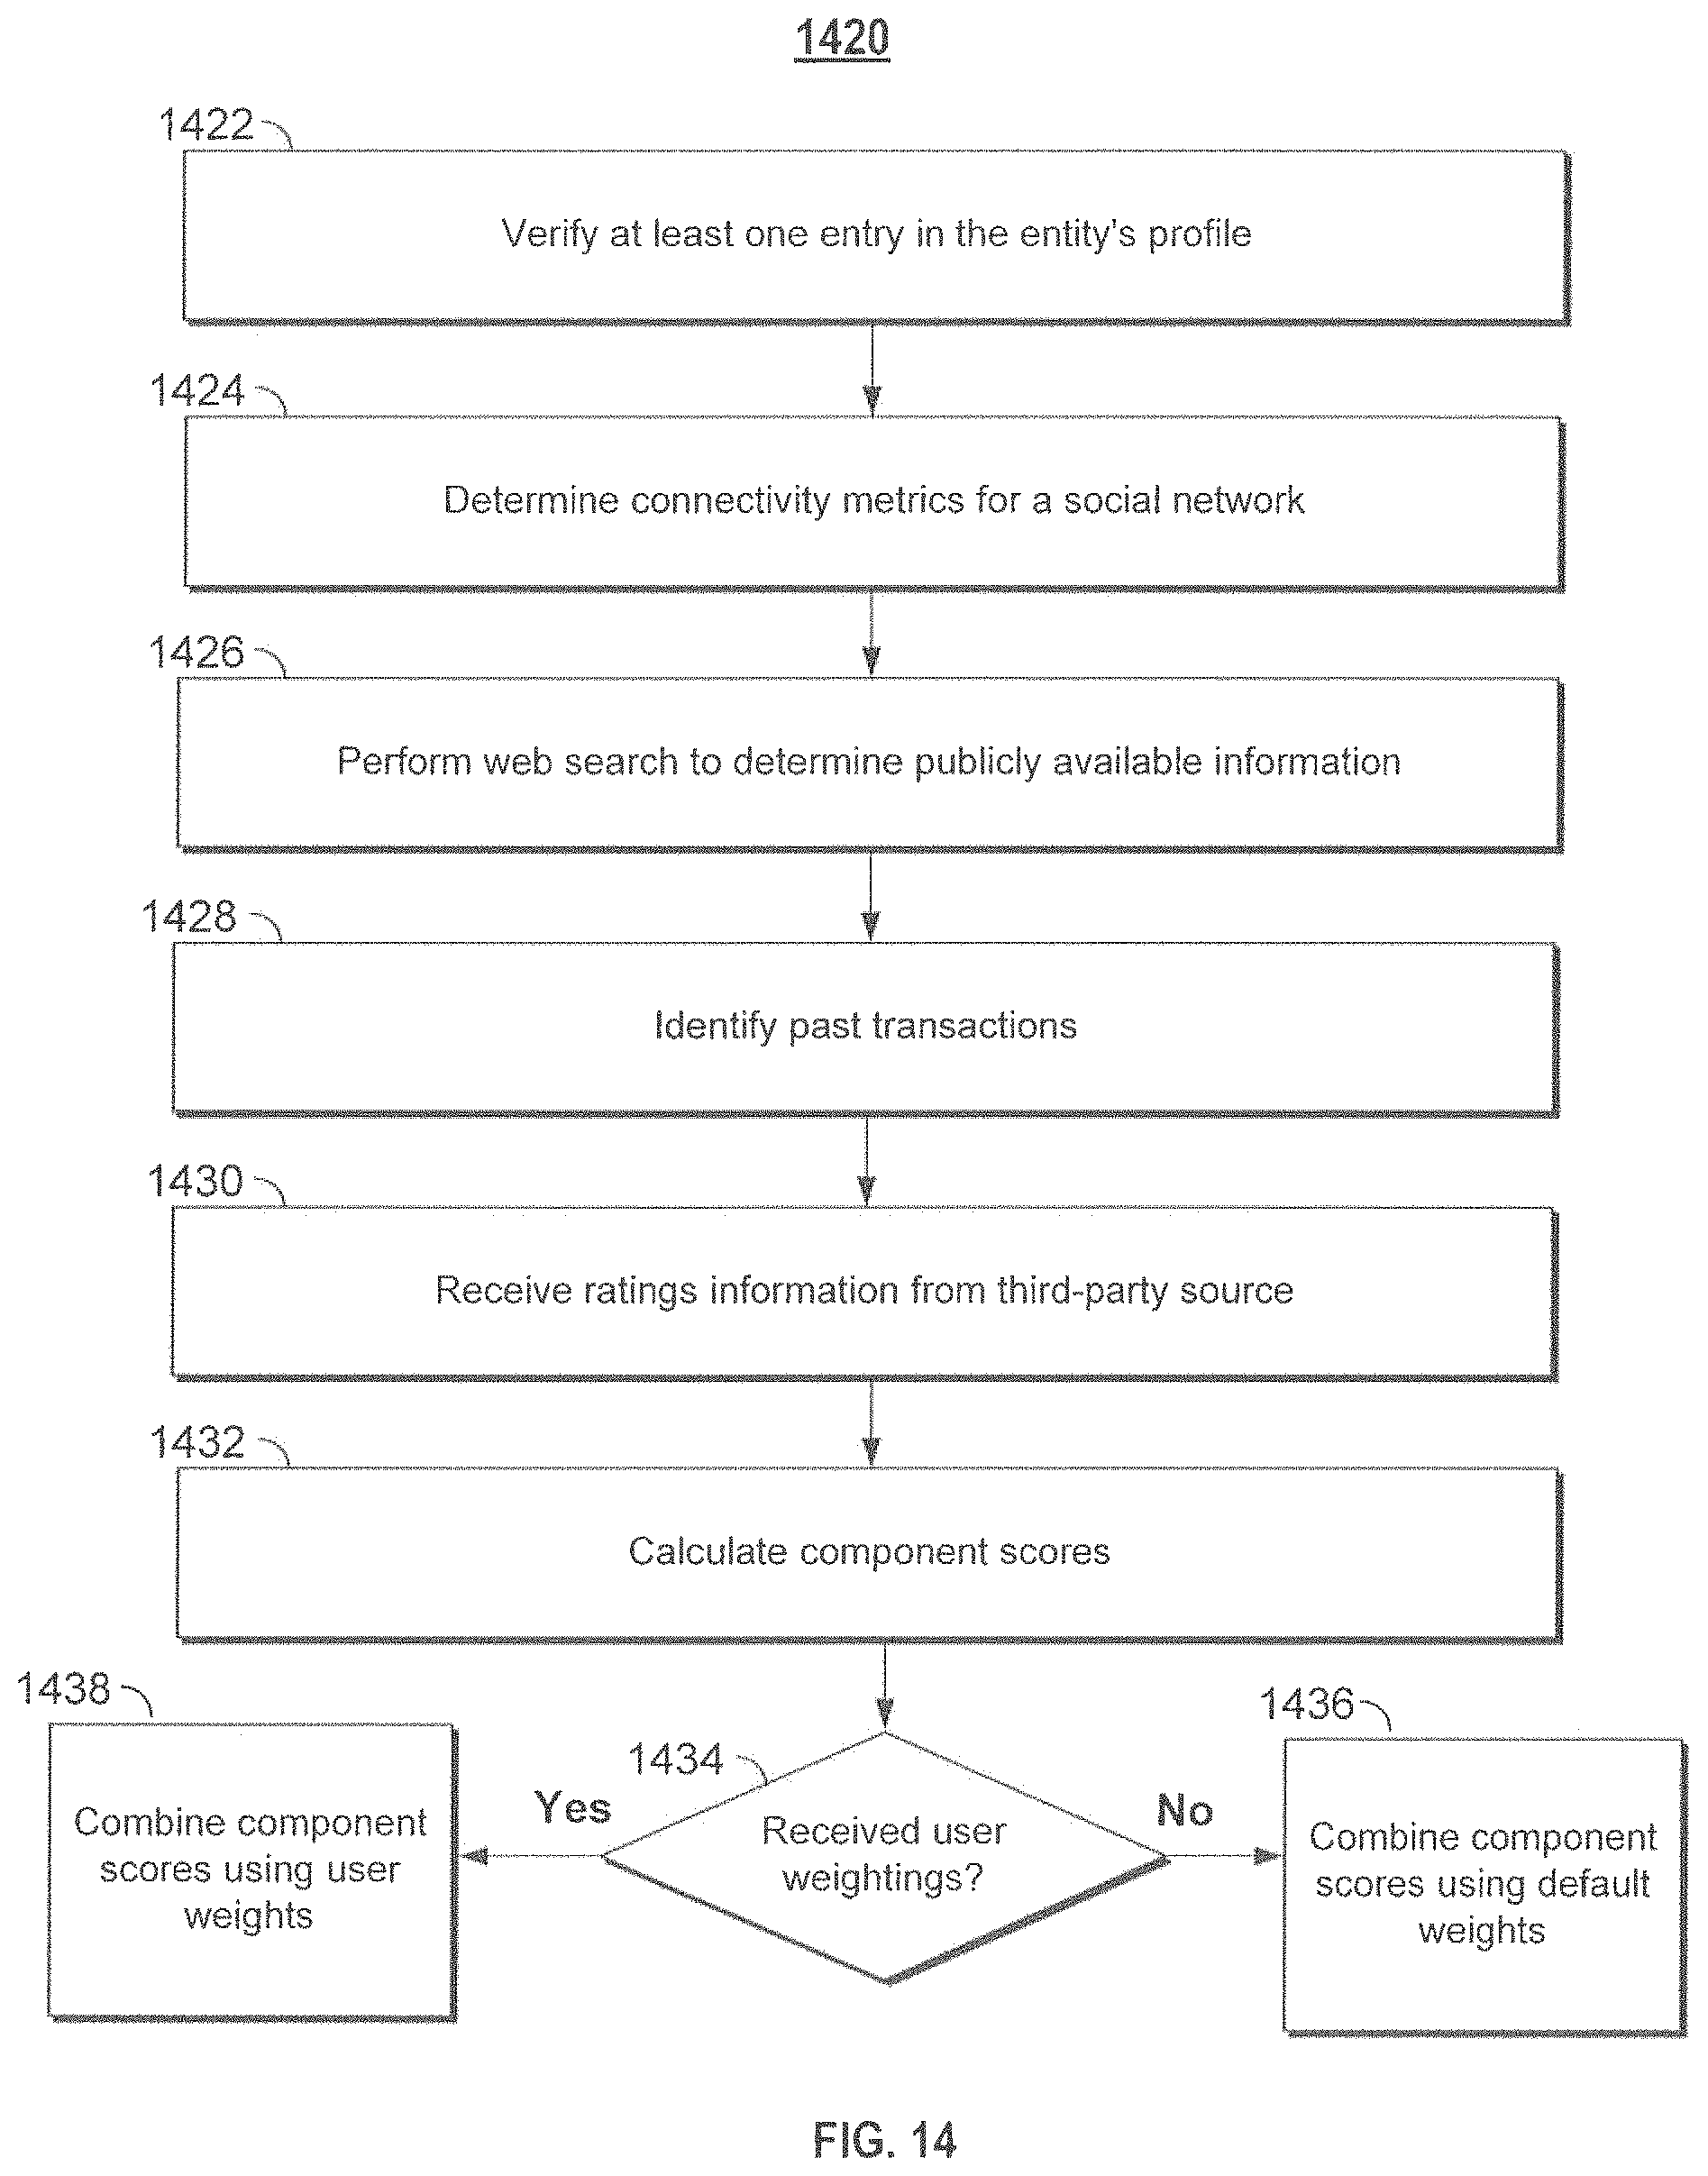 1420
1422
Verify at least one entry in the entity's profile
1424
Determine connectivity metrics for a social network
1426
Perform web search to determine publicly available information
1428
Identify past transactions
1430
Receive ratings information from third-party source
1432
Calculate component scores
1438
Combine component
scores using user
weights
1434
Yes
Received user
weightings?
No
1436
Combine component
scores using default
weights
FIG. 14